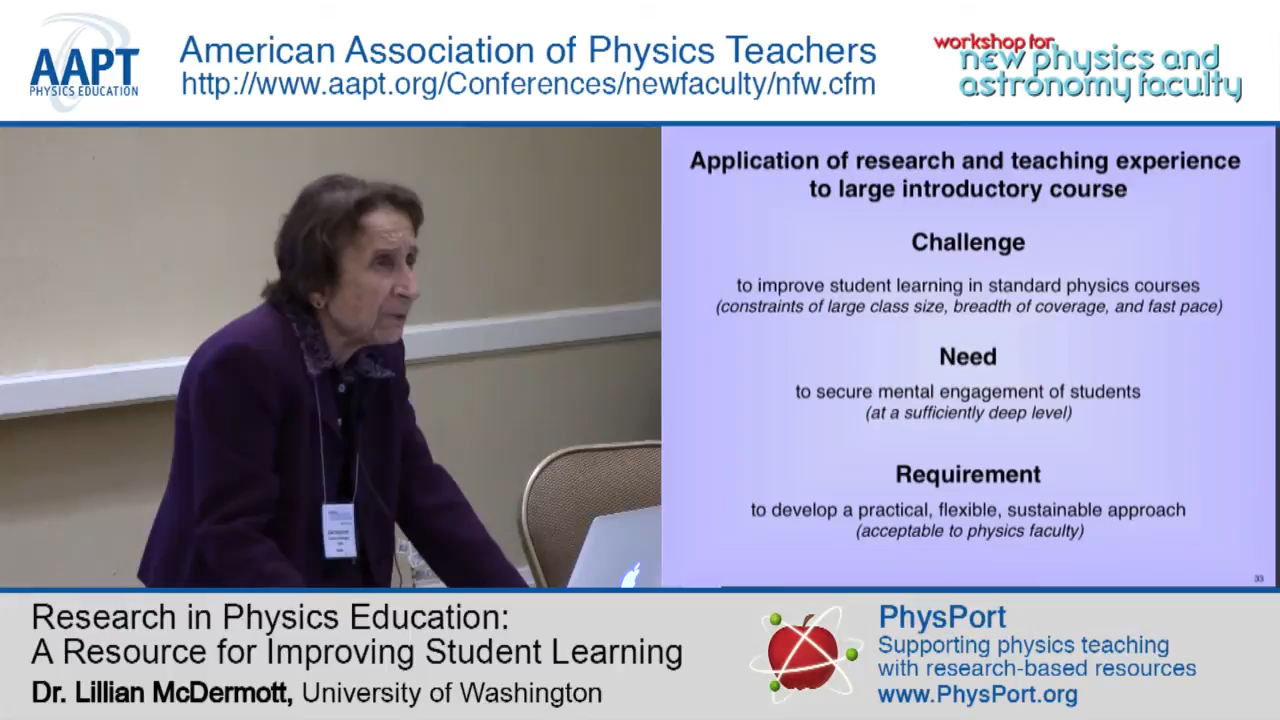 AAPT
PHYSICS EDUCATION
American Association of Physics Teachers
http://www.aapt.org/Conferences/newfaculty/nfw.cfm
workshop for
new physics and
astronomy faculty
Application of research and teaching experience
to large introductory course
Challenge
to improve student learning in standard physics courses
(constraints of large class size, breadth of coverage, and fast pace)
Need
to secure mental engagement of students
(at a sufficiently deep level)
Requirement
to develop a practical, flexible, sustainable approach
(acceptable to physics faculty)
33
Research in Physics Education:
A Resource for Improving Student Learning
Dr. Lillian McDermott, University of Washington
PhysPort
Supporting physics teaching
with research-based resources
www.PhysPort.org